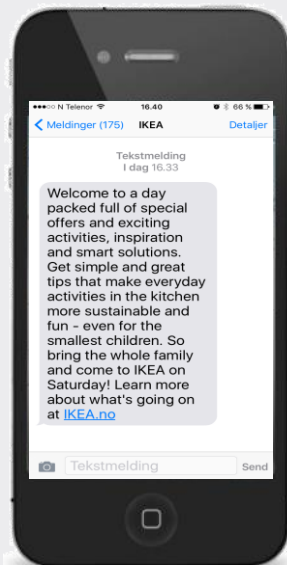 ●●●○○ N Telenor 16.40 66 %
Meldinger (175) IKEA Detaljer
Tekstmelding
I dag 16.33
Welcome to a day
packed full of special
offers and exciting
activities, inspiration
and smart solutions.
Get simple and great
tips that make everyday
activities in the kitchen
more sustainable and
fun - even for the
smallest children. So
bring the whole family
and come to IKEA on
Saturday! Learn more
about what's going on
at IKEA.no
Tekstmelding Send